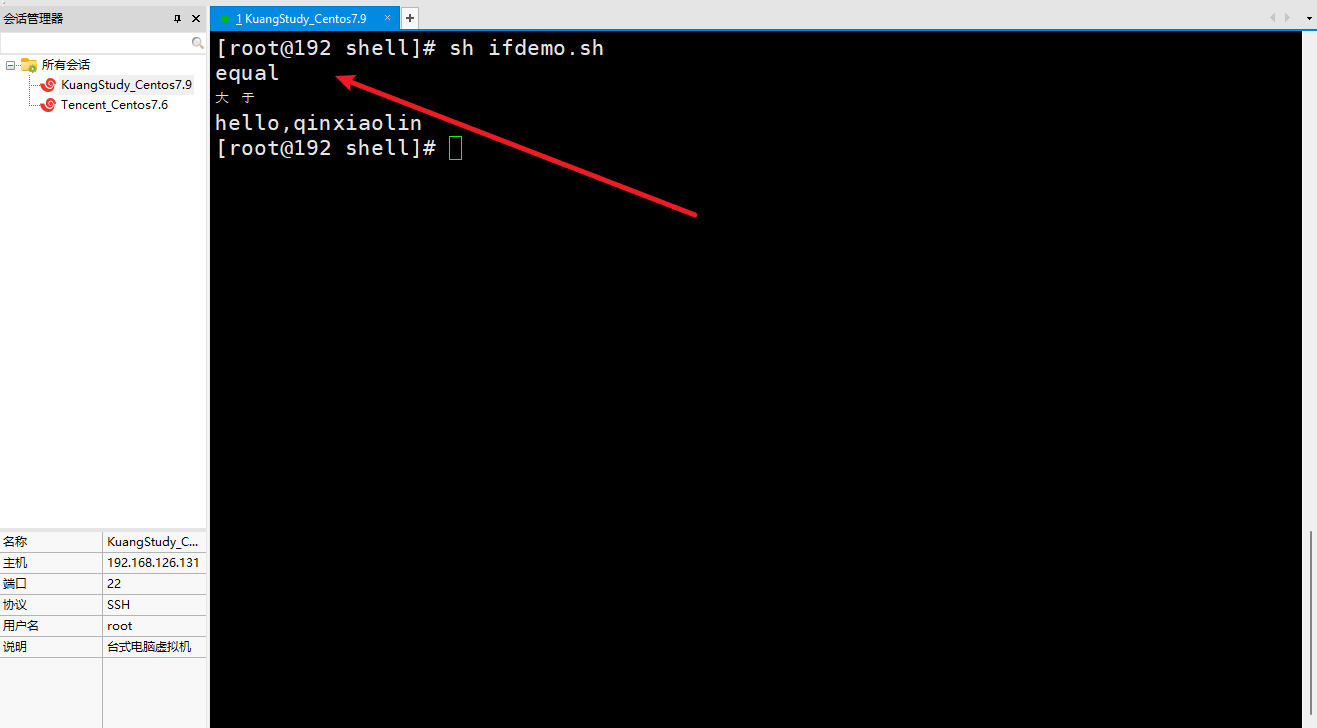 会话管理器
1 KuangStudy_Centos7.9
所有会话
KuangStudy_Centos7.9
Tencent_Centos7.6
[root@192 shell]# sh ifdemo.sh
equal
大于
hello,qinxiaolin
[root@192 shell]#
名称 KuangStudy_C...
主机 192.168.126.131
端口 22
协议 SSH
用户名 root
说明 台式电脑虚拟机